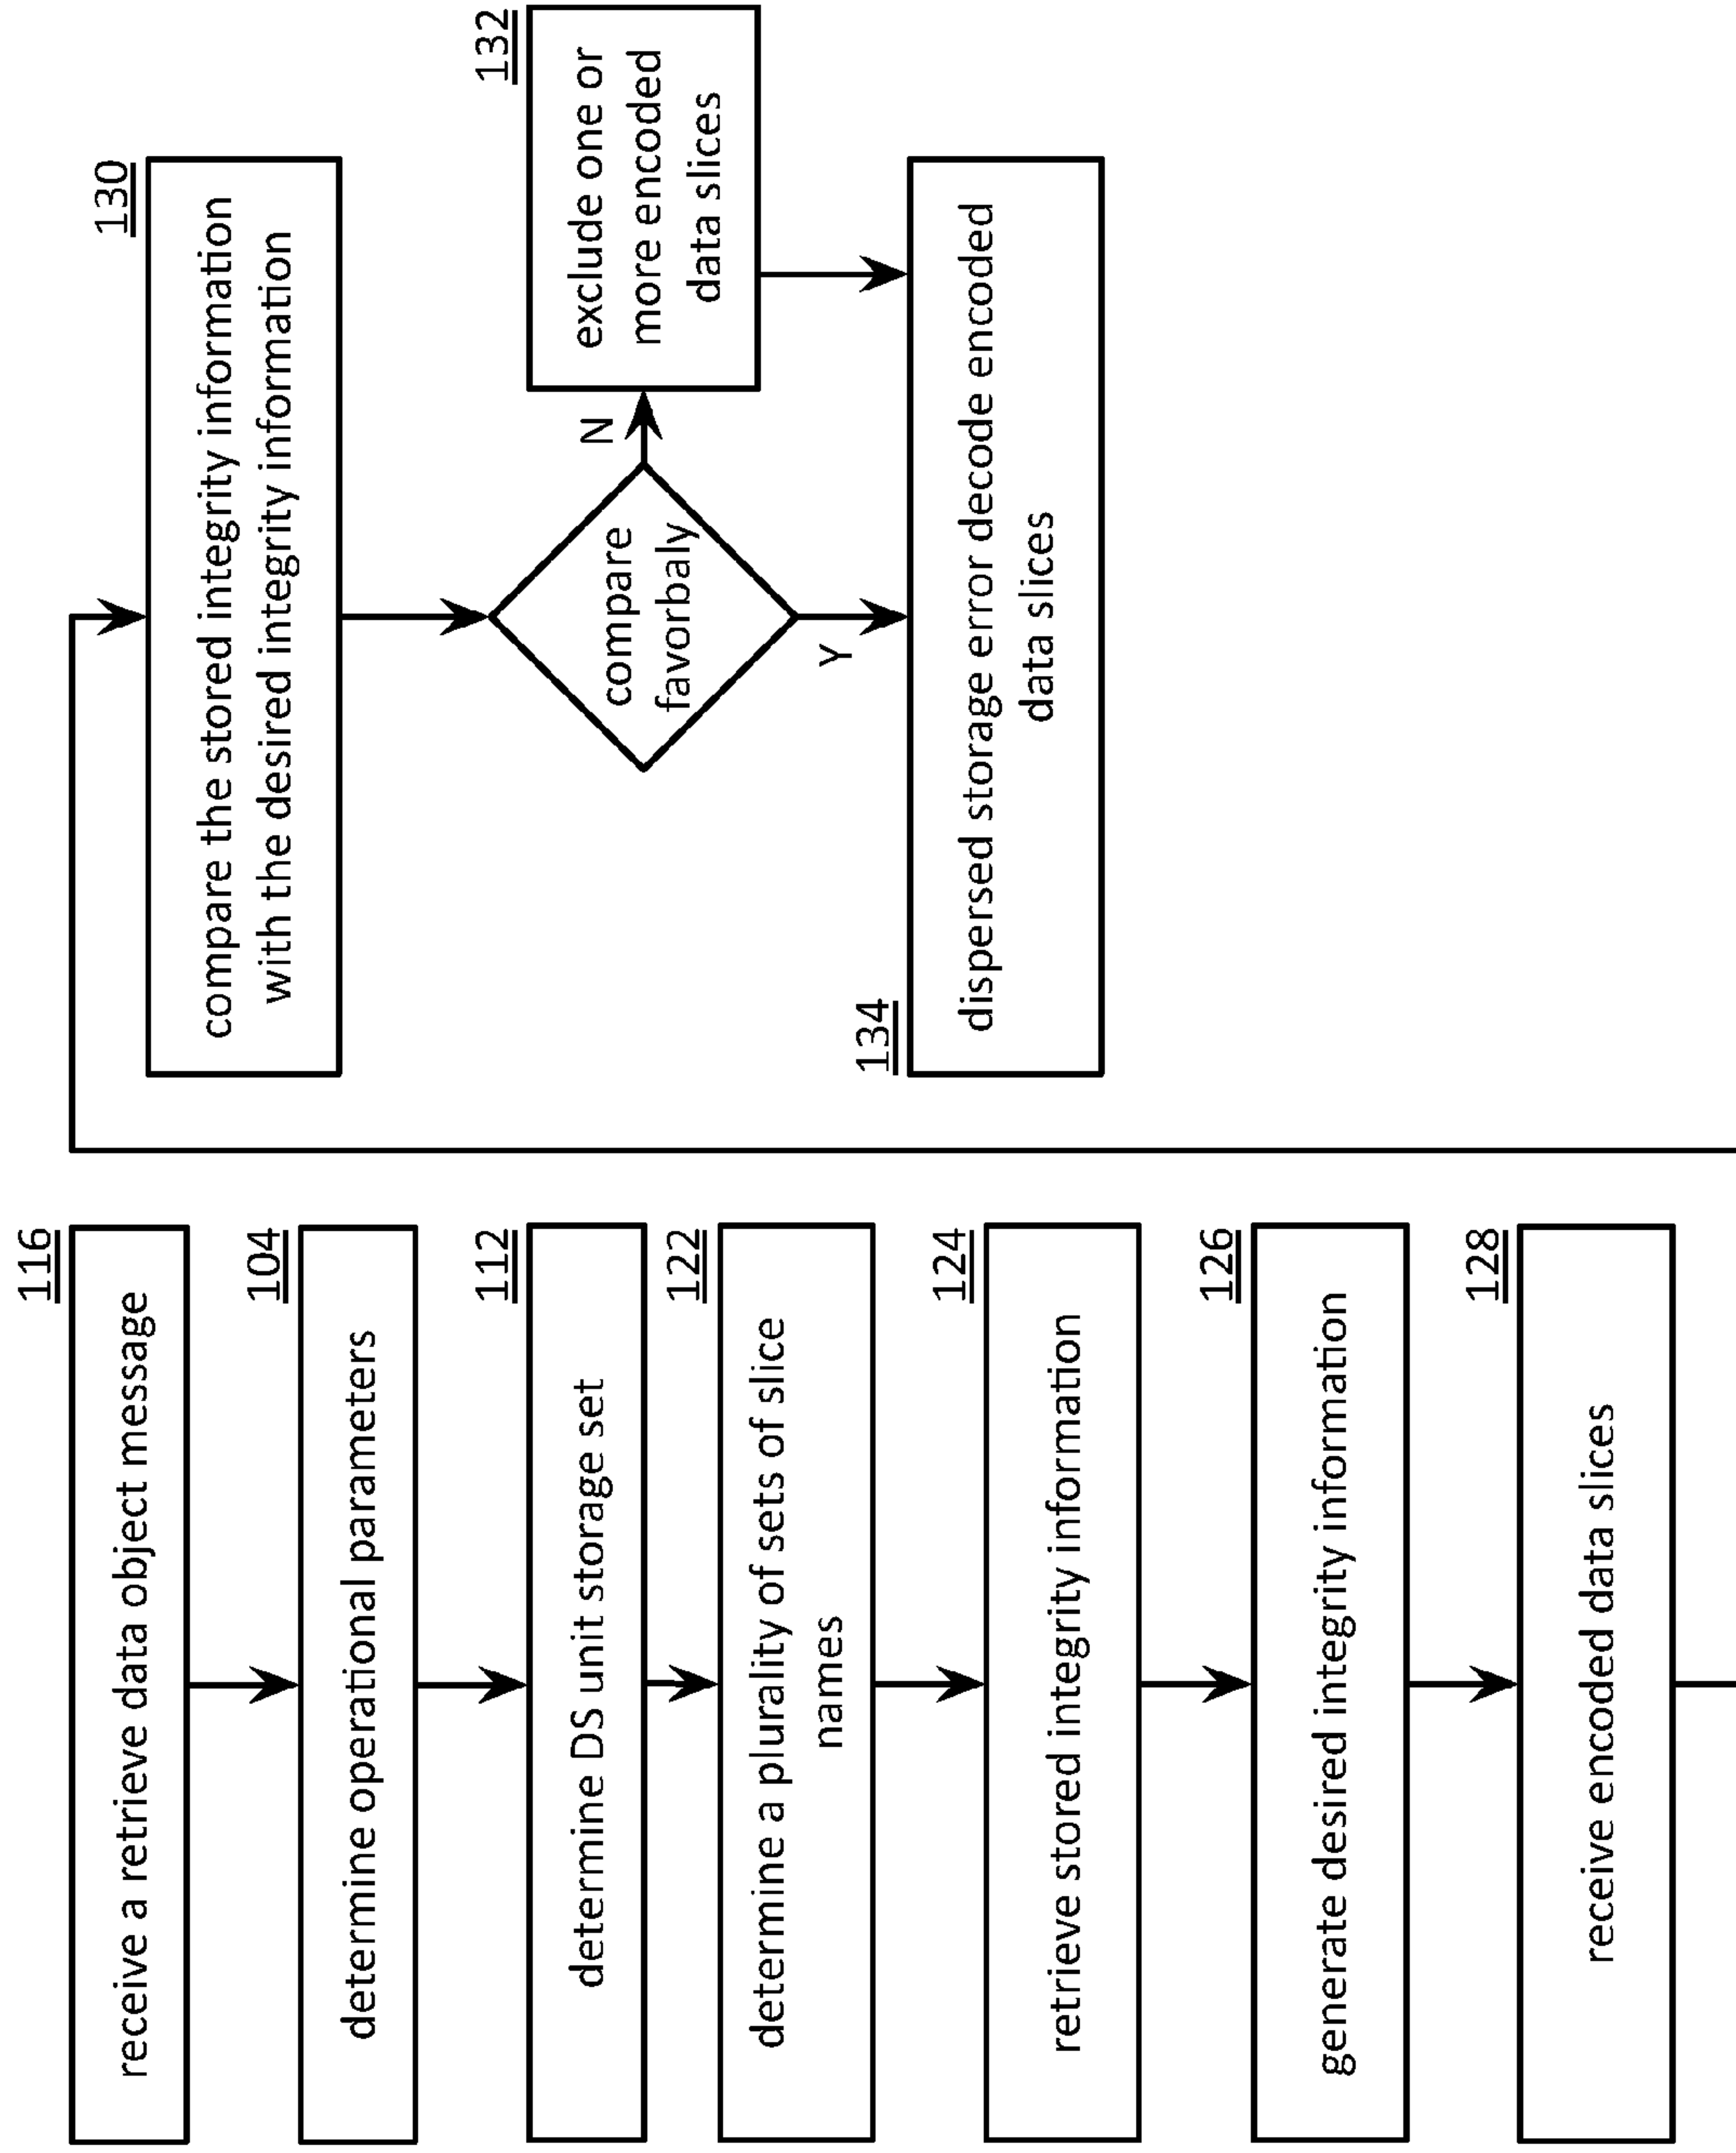 116
receive a retrieve data object message
104
determine operational parameters
112
determine DS unit storage set
122
determine a plurality of sets of slice
names
124
retrieve stored integrity information
126
generate desired integrity information
128
receive encoded data slices
130
compare the stored integrity information
with the desired integrity information
compare
favorbaly
N
Y
132
exclude one or
more encoded
data slices
134
dispersed storage error decode encoded
data slices